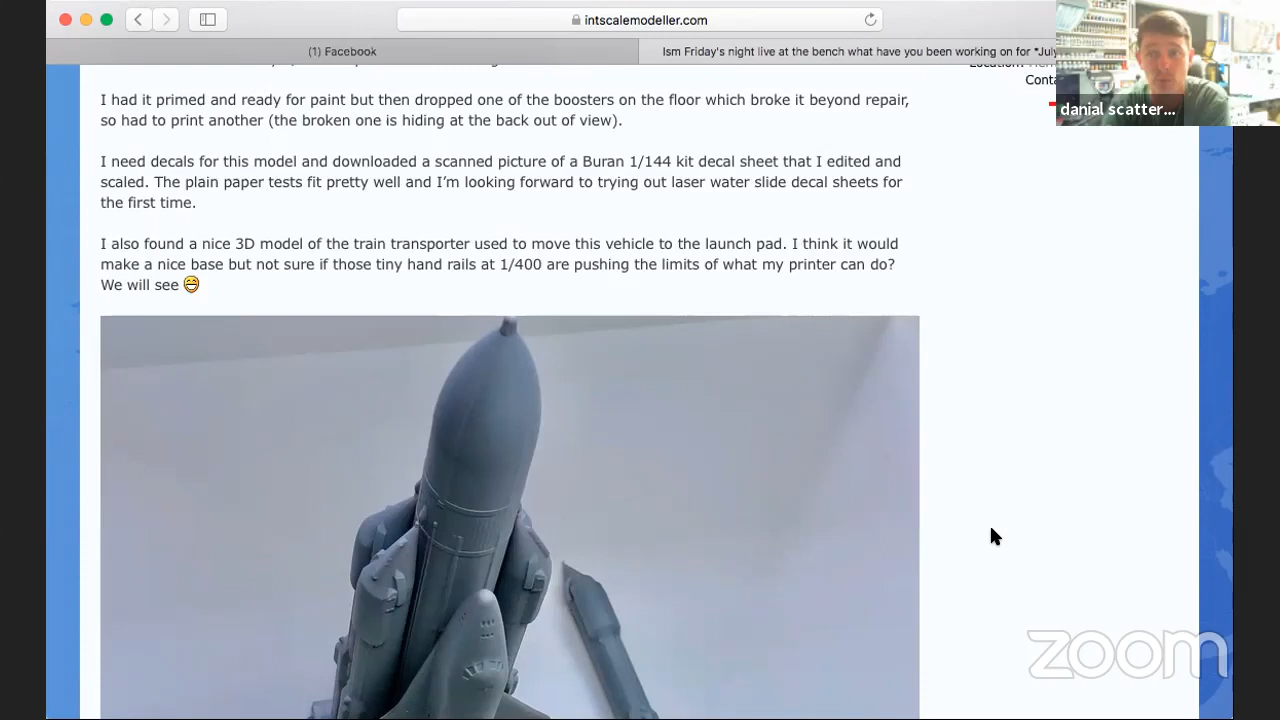 intscalemodeller.com
(1) Facebook
Ism Friday's night live at the bench what have you been working on for *July
I had it primed and ready for paint but then dropped one of the boosters on the floor which broke it beyond repair,
so had to print another (the broken one is hiding at the back out of view).
I need decals for this model and downloaded a scanned picture of a Buran 1/144 kit decal sheet that I edited and
scaled. The plain paper tests fit pretty well and I’m looking forward to trying out laser water slide decal sheets for
the first time.
I also found a nice 3D model of the train transporter used to move this vehicle to the launch pad. I think it would
make a nice base but not sure if those tiny hand rails at 1/400 are pushing the limits of what my printer can do?
We will see
danial scatter...
zoom